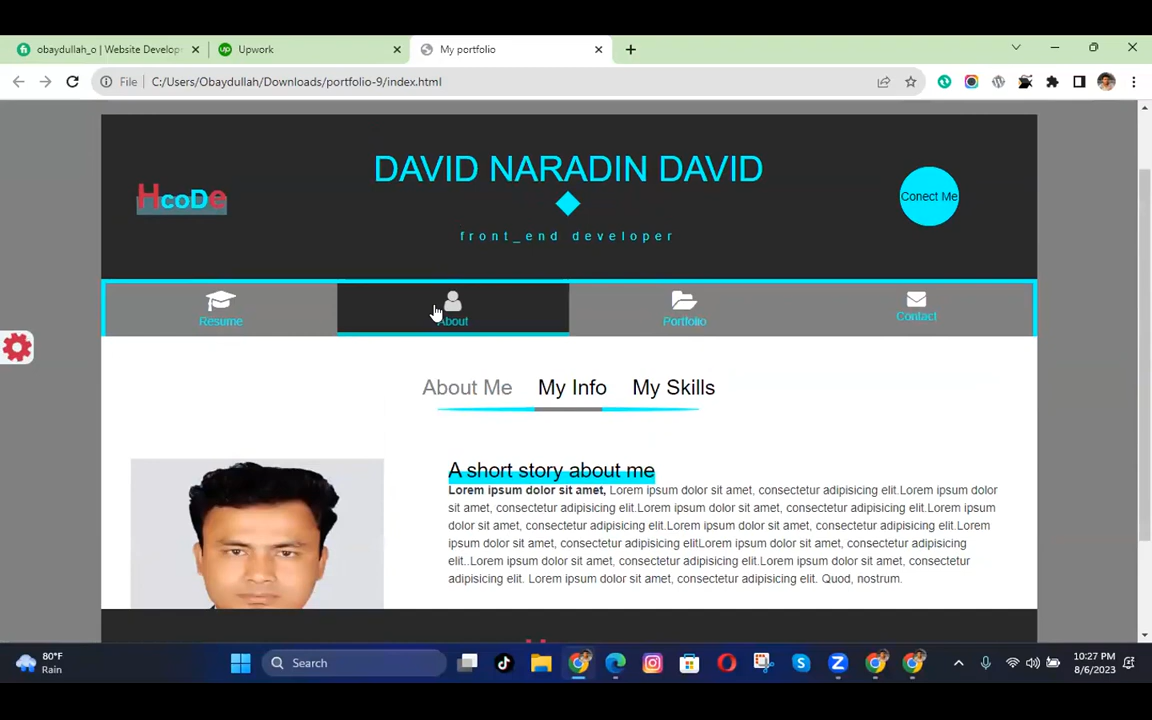 obaydullah_o | Website Develop
Upwork
My portfolio
File
C:/Users/Obaydullah/Downloads/portfolio-9/index.html
HcoDe
DAVID NARADIN DAVID
front_end developer
Conect Me
Resume
About
Portfolio
Contact
About Me
My Info
My Skills
A short story about me
Lorem ipsum dolor sit amet, Lorem ipsum dolor sit amet, consectetur adipisicing elit.Lorem ipsum dolor
sit amet, consectetur adipisicing elit.Lorem ipsum dolor sit amet, consectetur adipisicing elit.Lorem ipsum
dolor sit amet, consectetur adipisicing elit.Lorem ipsum dolor sit amet, consectetur adipisicing elit.Lorem
ipsum dolor sit amet, consectetur adipisicing elitLorem ipsum dolor sit amet, consectetur adipisicing
elit..Lorem ipsum dolor sit amet, consectetur adipisicing elit.Lorem ipsum dolor sit amet, consectetur
adipisicing elit. Lorem ipsum dolor sit amet, consectetur adipisicing elit. Quod, nostrum.
80°F
Rain
Search
10:27 PM
8/6/2023